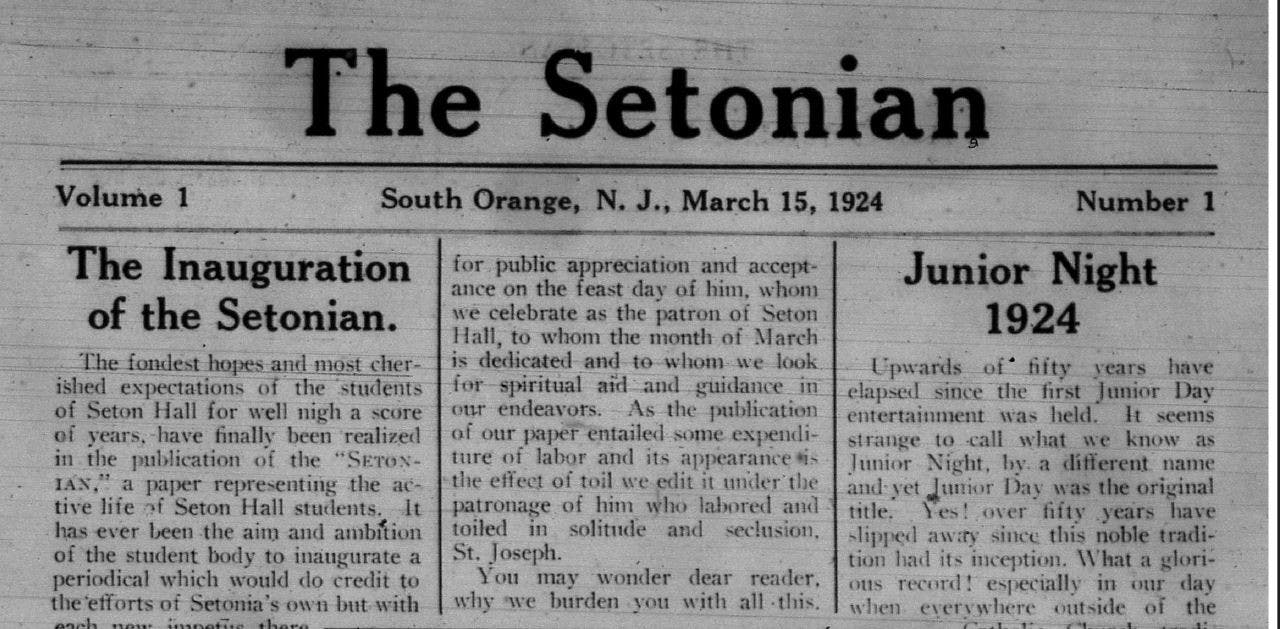 The Setonian
Volume 1
South Orange, N. J., March 15, 1924
Number 1
The Inauguration
of the Setonian.
The fondest hopes and most cher-
ished expectations of the students
of Seton Hall for well nigh a score
of years, have finally been realized
in the publication of the "SETON-
IAN," a paper representing the ac-
tive life of Seton Hall students. It
has ever been the aim and ambition
of the student body to inaugurate a
periodical which would do credit to
the efforts of Setonia's own but with
each new impetus there
for public appreciation and accept-
ance on the feast day of him, whom
we celebrate as the patron of Seton
Hall, to whom the month of March
is dedicated and to whom we look
for spiritual aid and guidance in
our endeavors. As the publication
of our paper entailed some expendi-
ture of labor and its appearance is
the effect of toil we edit it under the
patronage of him who labored and
toiled in solitude and seclusion,
St. Joseph.
You may wonder dear reader,
why we burden you with all this.
Junior Night
1924
Upwards of fifty years have
elapsed since the first Junior Day
entertainment was held. It seems
strange to call what we know as
Junior Night, by a different name
and yet Junior Day was the original
title. Yes! over fifty years have
slipped away since this noble tradi-
tion had its inception. What a glori-
ous record! especially in our day
when everywhere outside of the
Catholic Church tradi-